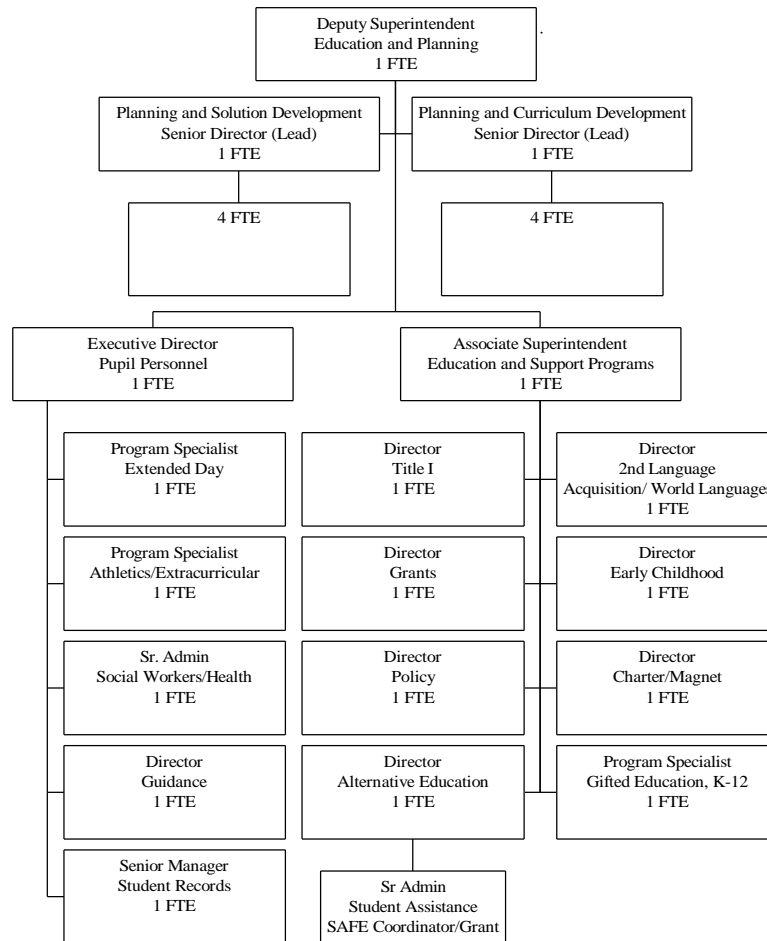 Deputy Superintendent
Education and Planning
1 FTE
.
Planning and Solution Development
Senior Director (Lead)
1 FTE
Planning and Curriculum Development
Senior Director (Lead)
1 FTE
4 FTE
4 FTE
Executive Director
Pupil Personnel
1 FTE
Associate Superintendent
Education and Support Programs
1 FTE
Program Specialist
Extended Day
1 FTE
Director
Title I
1 FTE
Director
2nd Language
Acquisition/ World Languages
1 FTE
Program Specialist
Athletics/Extracurricular
1 FTE
Director
Grants
1 FTE
Director
Early Childhood
1 FTE
Sr. Admin
Social Workers/Health
1 FTE
Director
Policy
1 FTE
Director
Charter/Magnet
1 FTE
Director
Guidance
1 FTE
Director
Alternative Education
1 FTE
Program Specialist
Gifted Education, K-12
1 FTE
Senior Manager
Student Records
1 FTE
Sr Admin
Student Assistance
SAFE Coordinator/Grant